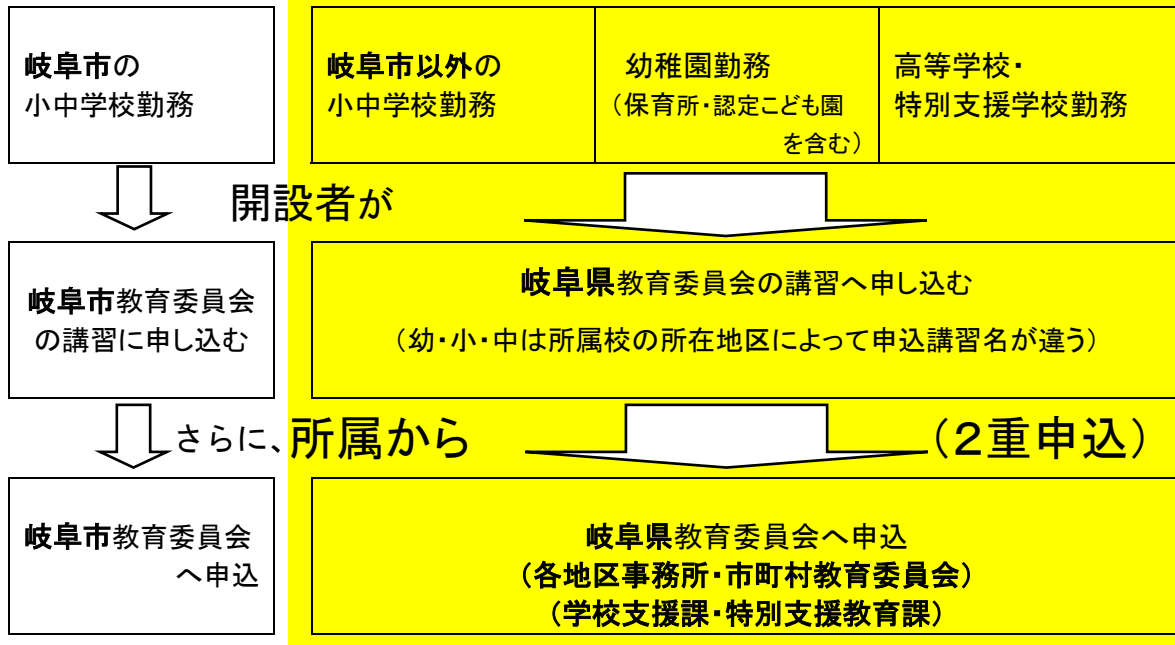 岐阜市の
小中学校勤務
岐阜市以外の
小中学校勤務
幼稚園勤務
（保育所・認定こども園
を含む）
高等学校・
特別支援学校勤務
開設者が
岐阜市教育委員会
の講習に申し込む
岐阜県教育委員会の講習へ申し込む
（幼・小・中は所属校の所在地区によって申込講習名が違う）
さらに、所属から
（２重申込）
岐阜市教育委員会
へ申込
岐阜県教育委員会へ申込
（各地区事務所・市町村教育委員会）
（学校支援課・特別支援教育課）